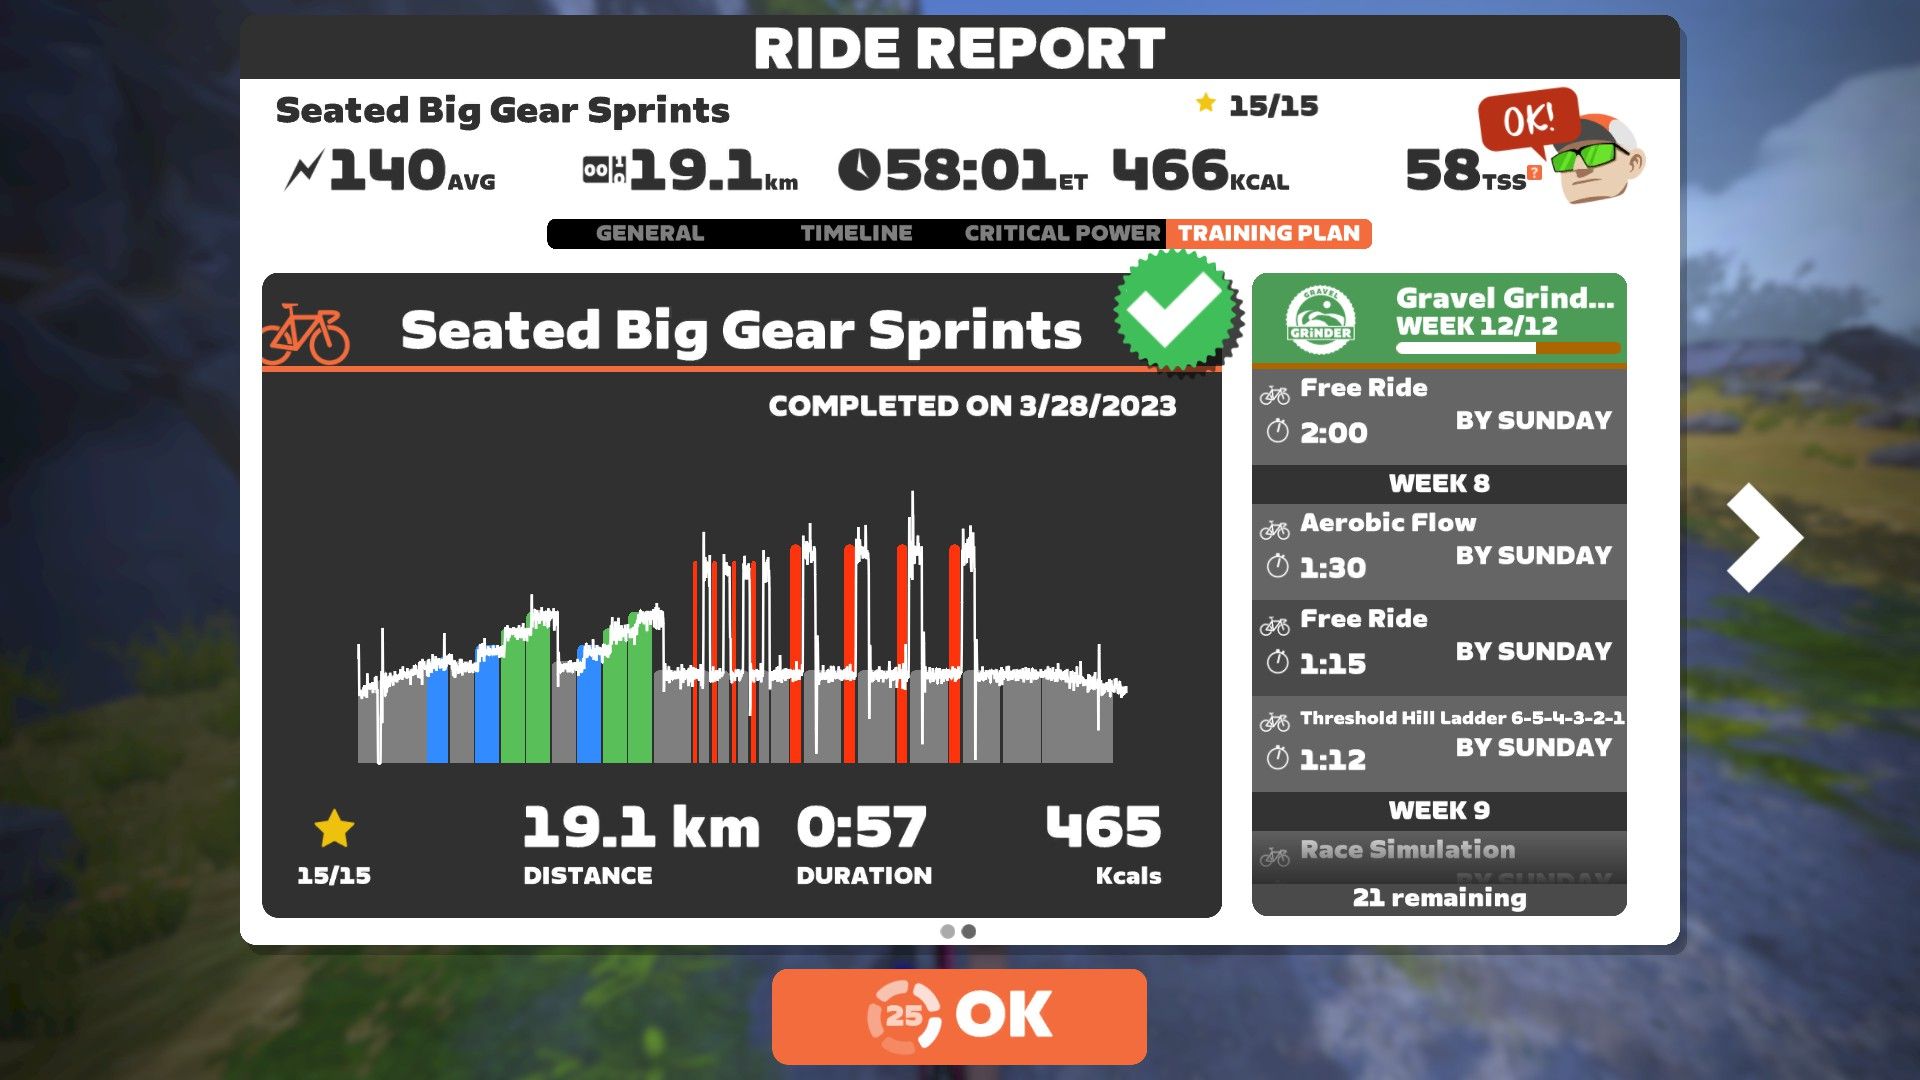 RIDE REPORT
Seated Big Gear Sprints
15/15
OK!
140AVG
19.1km
58:01ET
466KCAL
58TSS?
GENERAL
TIMELINE
CRITICAL POWER
TRAINING PLAN
Seated Big Gear Sprints
COMPLETED ON 3/28/2023
15/15
19.1 km
DISTANCE
0:57
DURATION
465
Kcals
GRAVEL
GRINDER
Gravel Grind...
WEEK 12/12
Free Ride
BY SUNDAY
2:00
WEEK 8
Aerobic Flow
BY SUNDAY
1:30
Free Ride
BY SUNDAY
1:15
Threshold Hill Ladder 6-5-4-3-2-1
BY SUNDAY
1:12
WEEK 9
Race Simulation
BY SUNDAY
21 remaining
25
OK